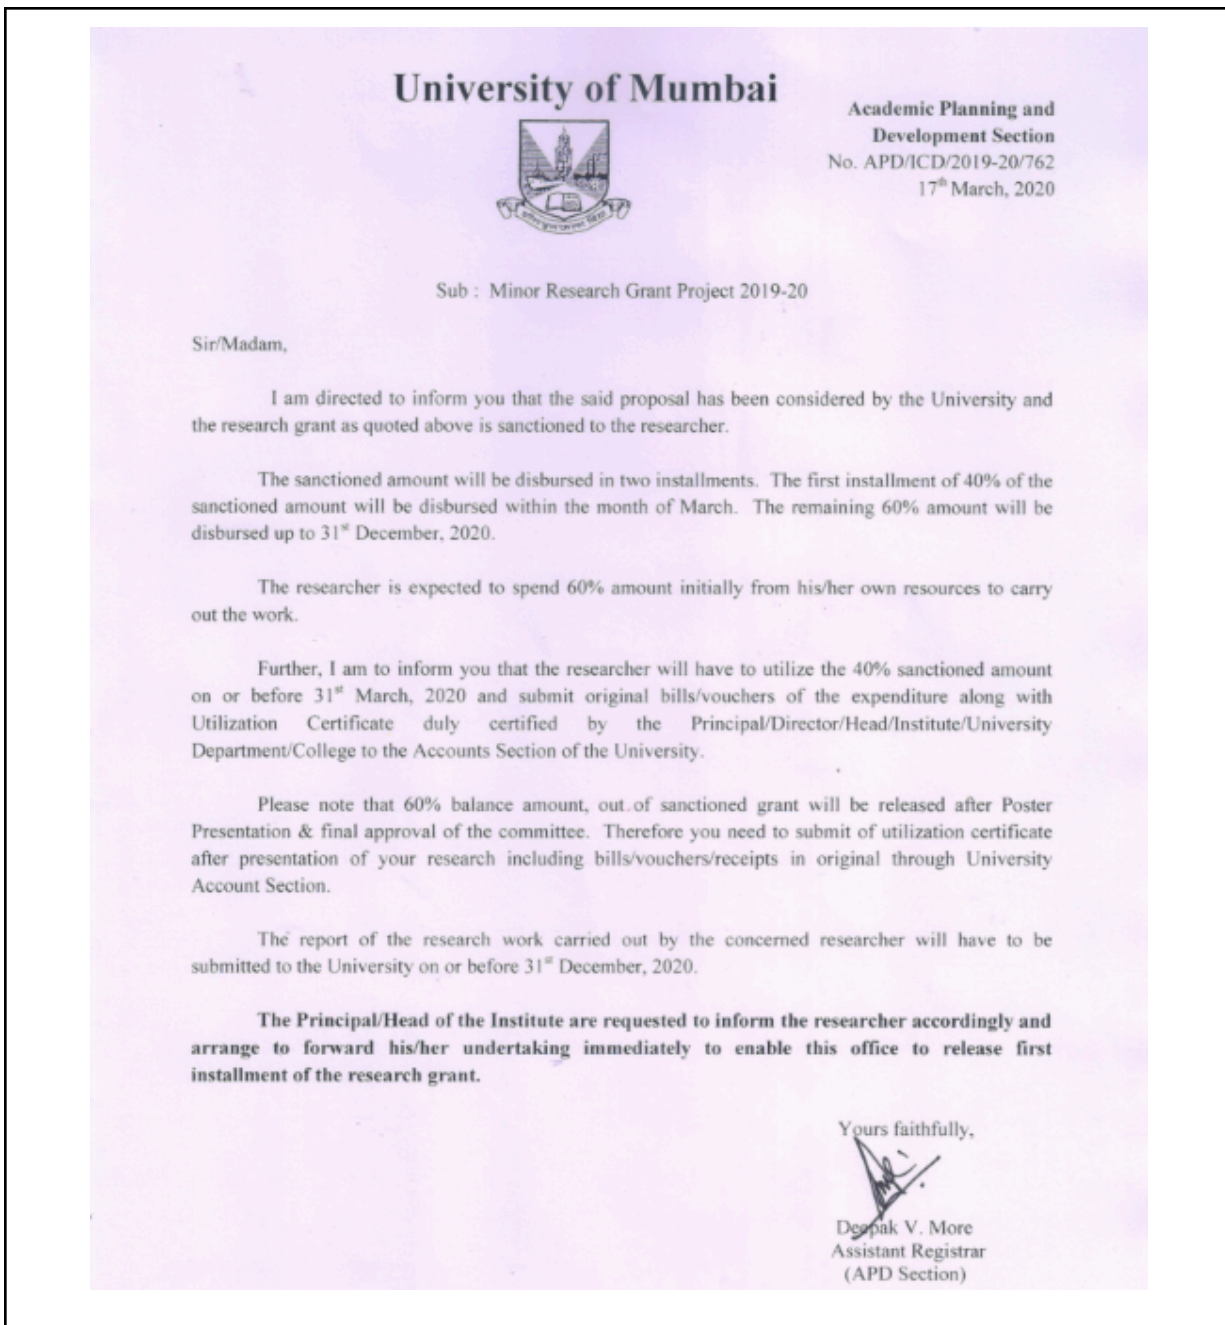 University of Mumbai
Academic Planning and
Development Section
No. APD/ICD/2019-20/762
17th March, 2020
Sub : Minor Research Grant Project 2019-20
Sir/Madam,
I am directed to inform you that the said proposal has been considered by the University and
the research grant as quoted above is sanctioned to the researcher.
The sanctioned amount will be disbursed in two installments. The first installment of 40% of the
sanctioned amount will be disbursed within the month of March. The remaining 60% amount will be
disbursed up to 31st December, 2020.
The researcher is expected to spend 60% amount initially from his/her own resources to carry
out the work.
Further, I am to inform you that the researcher will have to utilize the 40% sanctioned amount
on or before 31st March, 2020 and submit original bills/vouchers of the expenditure along with
Utilization Certificate duly certified by the Principal/Director/Head/Institute/University
Department/College to the Accounts Section of the University.
Please note that 60% balance amount, out of sanctioned grant will be released after Poster
Presentation & final approval of the committee. Therefore you need to submit of utilization certificate
after presentation of your research including bills/vouchers/receipts in original through University
Account Section.
The report of the research work carried out by the concerned researcher will have to be
submitted to the University on or before 31st December, 2020.
The Principal/Head of the Institute are requested to inform the researcher accordingly and
arrange to forward his/her undertaking immediately to enable this office to release first
installment of the research grant.
Yours faithfully,
Deepak V. More
Assistant Registrar
(APD Section)